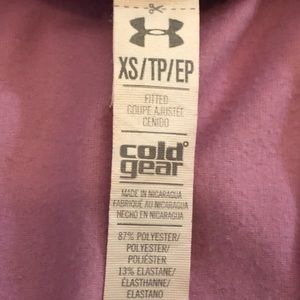 XS/TP/EP
FITTED
COUPE AJUSTÉE
CENIDO
cold
gear
MADE IN NICARAGUA
FABRIQUÉ AU NICARAGUA
HECHO EN NICARAGUA
87% POLYESTER/
POLYESTER/
POLIÉSTER
13% ELASTANE/
ÉLASTHANNE/
ELASTANO